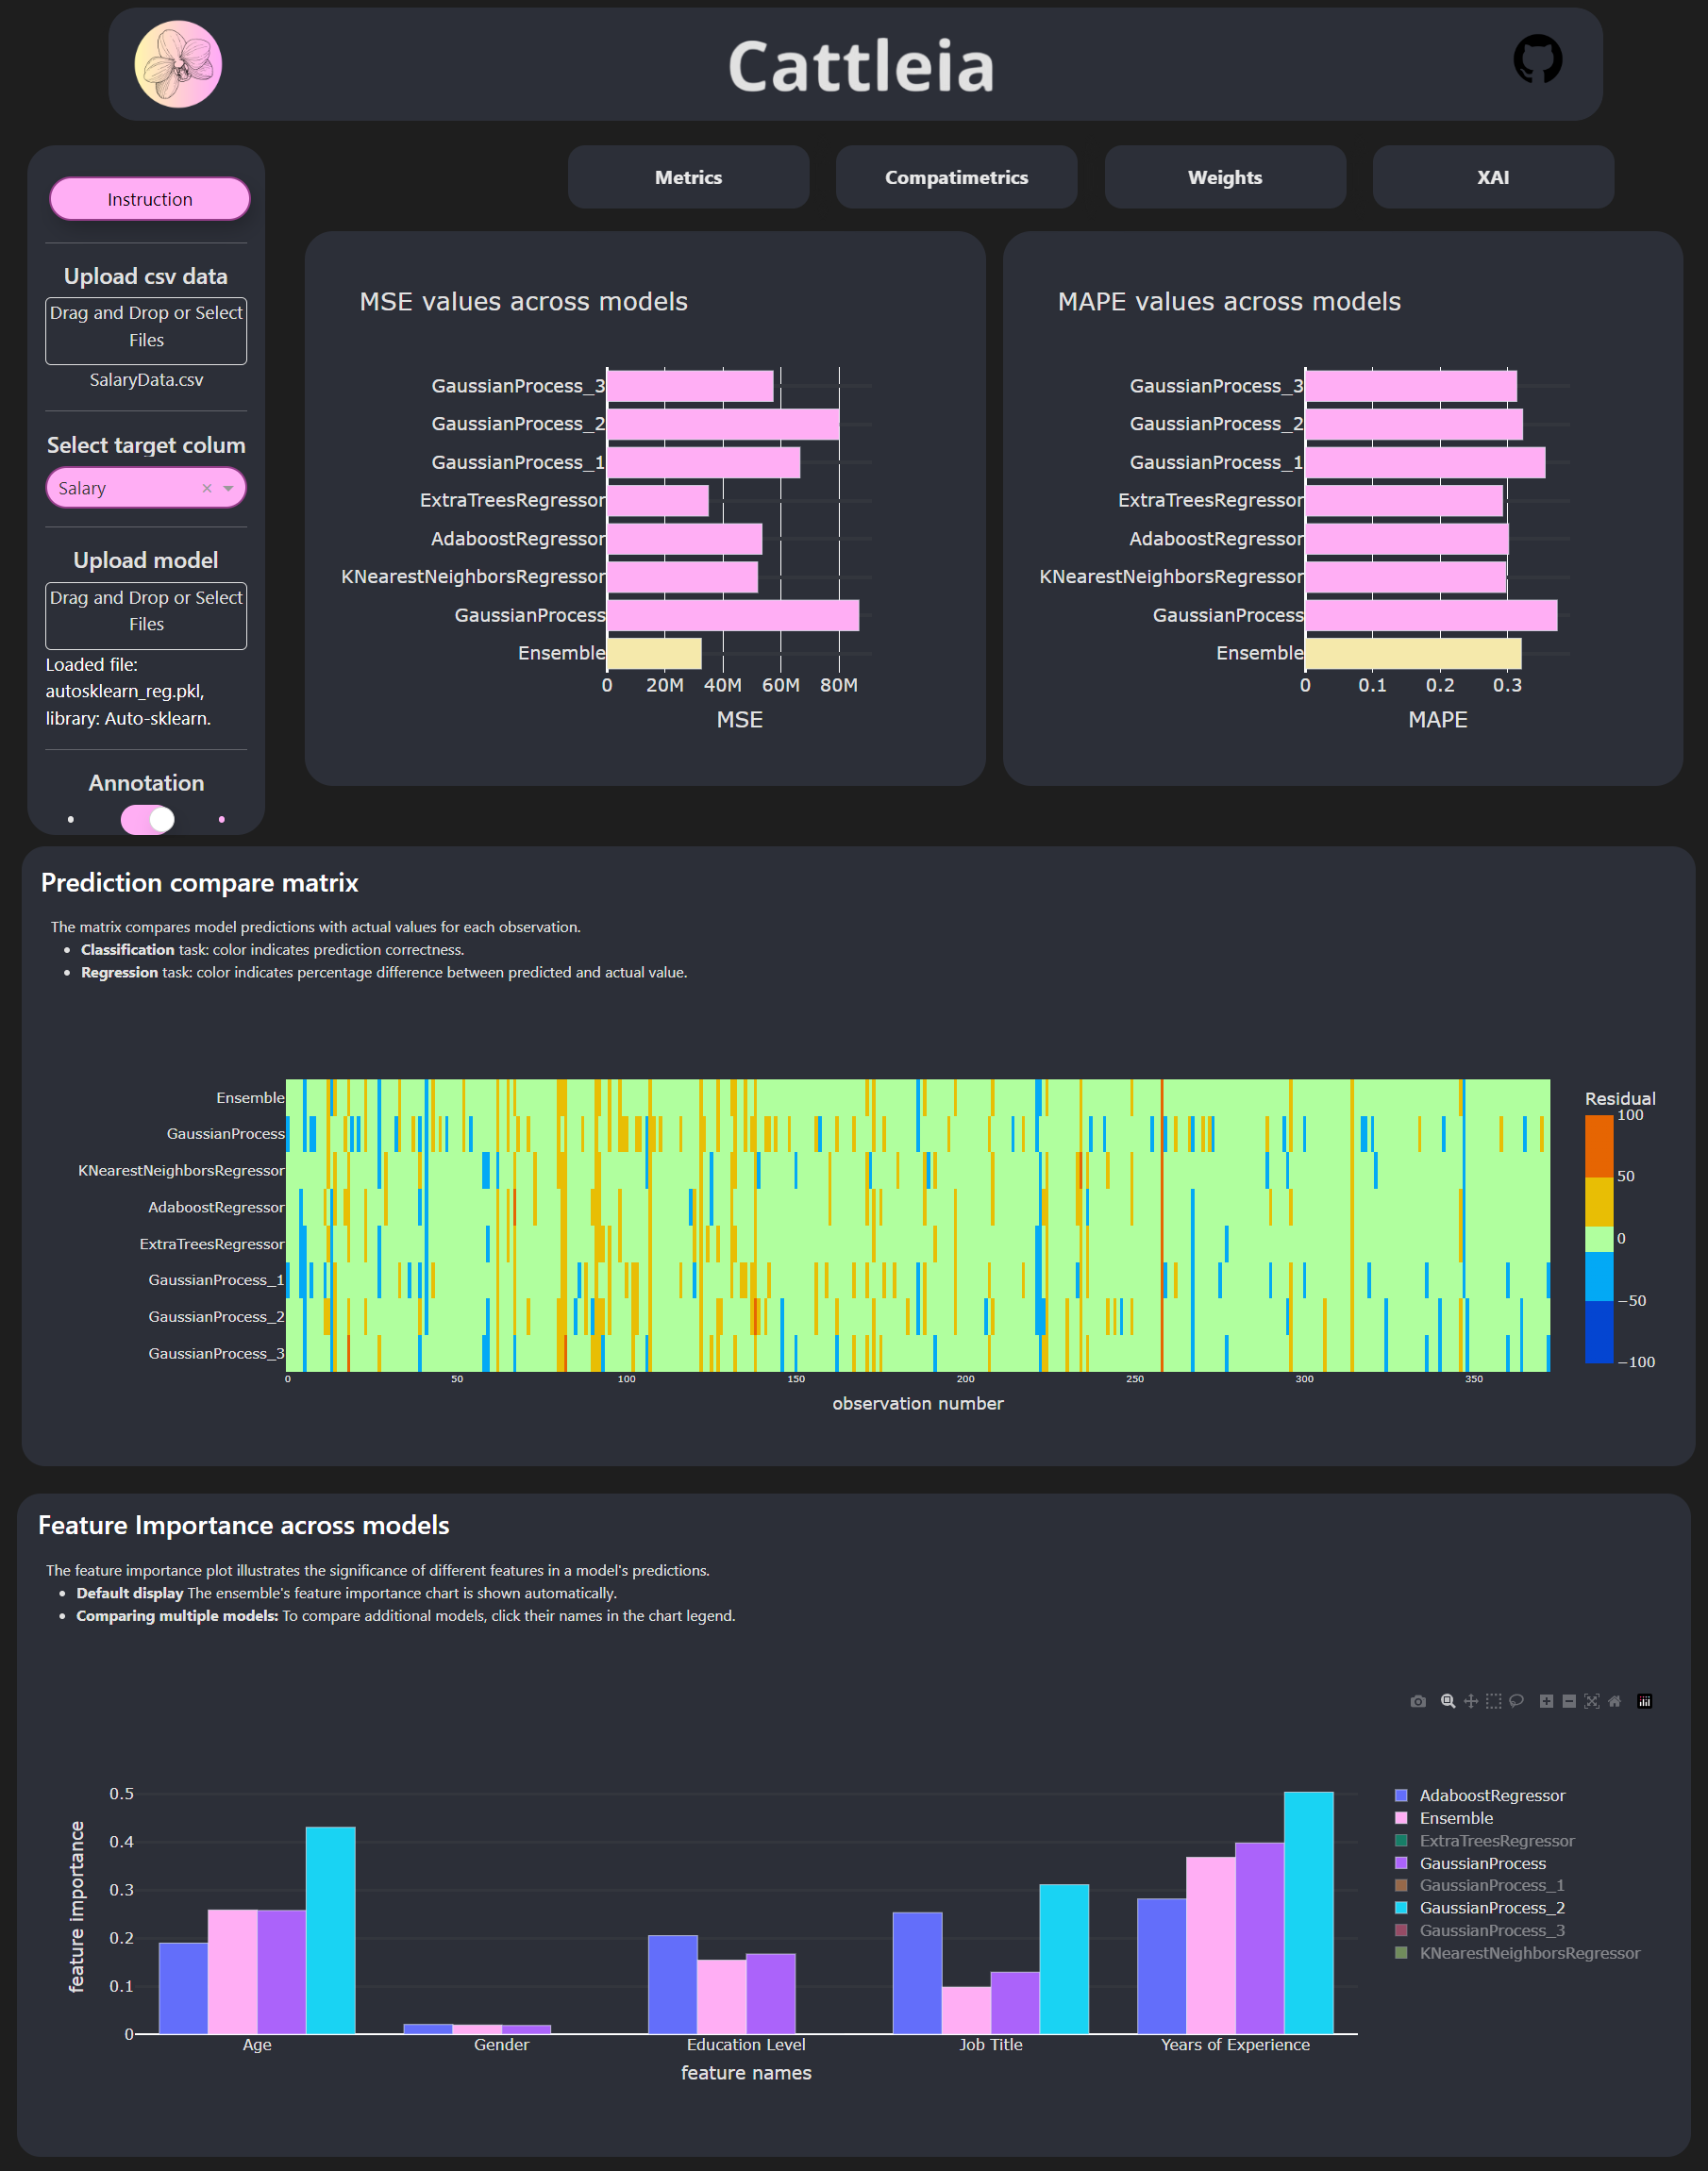 Cattleia
Instruction
Upload csv data
Drag and Drop or Select
Files
SalaryData.csv
Select target colum
Salary
Upload model
Drag and Drop or Select
Files
Loaded file:
autosklearn_reg.pkl,
library: Auto-sklearn.
Annotation
Metrics
Compatimetrics
Weights
XAI
MSE values across models
GaussianProcess_3
GaussianProcess_2
GaussianProcess_1
ExtraTreesRegressor
AdaboostRegressor
KNearestNeighborsRegressor
GaussianProcess
Ensemble
0 20M 40M 60M 80M
MSE
MAPE values across models
GaussianProcess_3
GaussianProcess_2
GaussianProcess_1
ExtraTreesRegressor
AdaboostRegressor
KNearestNeighborsRegressor
GaussianProcess
Ensemble
0 0.1 0.2 0.3
MAPE
Prediction compare matrix
The matrix compares model predictions with actual values for each observation.
• Classification task: color indicates prediction correctness.
• Regression task: color indicates percentage difference between predicted and actual value.
Ensemble
GaussianProcess
KNearestNeighborsRegressor
AdaboostRegressor
ExtraTreesRegressor
GaussianProcess_1
GaussianProcess_2
GaussianProcess_3
0 50 100 150 200 250 300 350
observation number
Residual
100
50
0
−50
−100
Feature Importance across models
The feature importance plot illustrates the significance of different features in a model's predictions.
• Default display The ensemble's feature importance chart is shown automatically.
• Comparing multiple models: To compare additional models, click their names in the chart legend.
feature importance
0.5
0.4
0.3
0.2
0.1
0
Age Gender Education Level Job Title Years of Experience
feature names
AdaboostRegressor
Ensemble
ExtraTreesRegressor
GaussianProcess
GaussianProcess_1
GaussianProcess_2
GaussianProcess_3
KNearestNeighborsRegressor